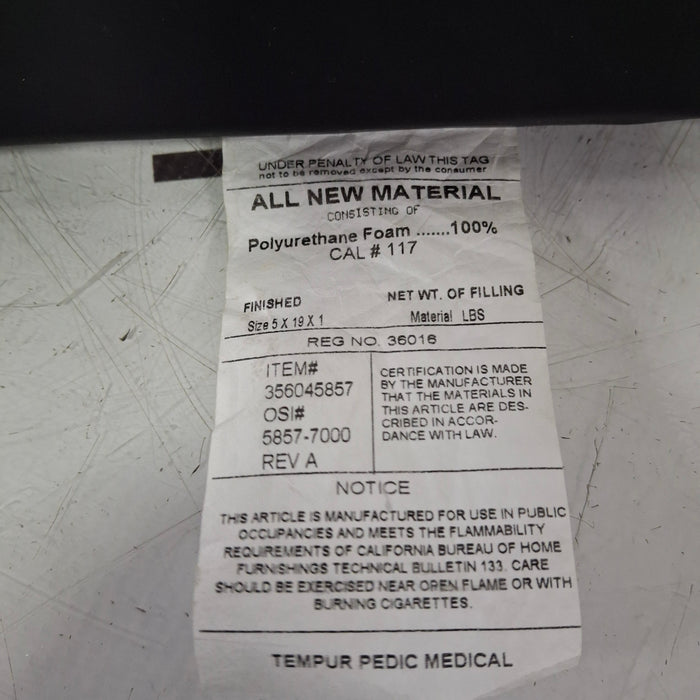 UNDER PENALTY OF LAW THIS TAG
not to be removed except by the consumer
ALL NEW MATERIAL
CONSISTING OF
Polyurethane Foam .......100%
CAL # 117
FINISHED
Size 5 X 19 X 1
NET WT. OF FILLING
Material LBS
REG NO. 36016
ITEM#
356045857
OSI#
5857-7000
REV A
CERTIFICATION IS MADE
BY THE MANUFACTURER
THAT THE MATERIALS IN
THIS ARTICLE ARE DES-
CRIBED IN ACCOR-
DANCE WITH LAW.
NOTICE
THIS ARTICLE IS MANUFACTURED FOR USE IN PUBLIC
OCCUPANCIES AND MEETS THE FLAMMABILITY
REQUIREMENTS OF CALIFORNIA BUREAU OF HOME
FURNISHINGS TECHNICAL BULLETIN 133. CARE
SHOULD BE EXERCISED NEAR OPEN FLAME OR WITH
BURNING CIGARETTES.
TEMPUR PEDIC MEDICAL